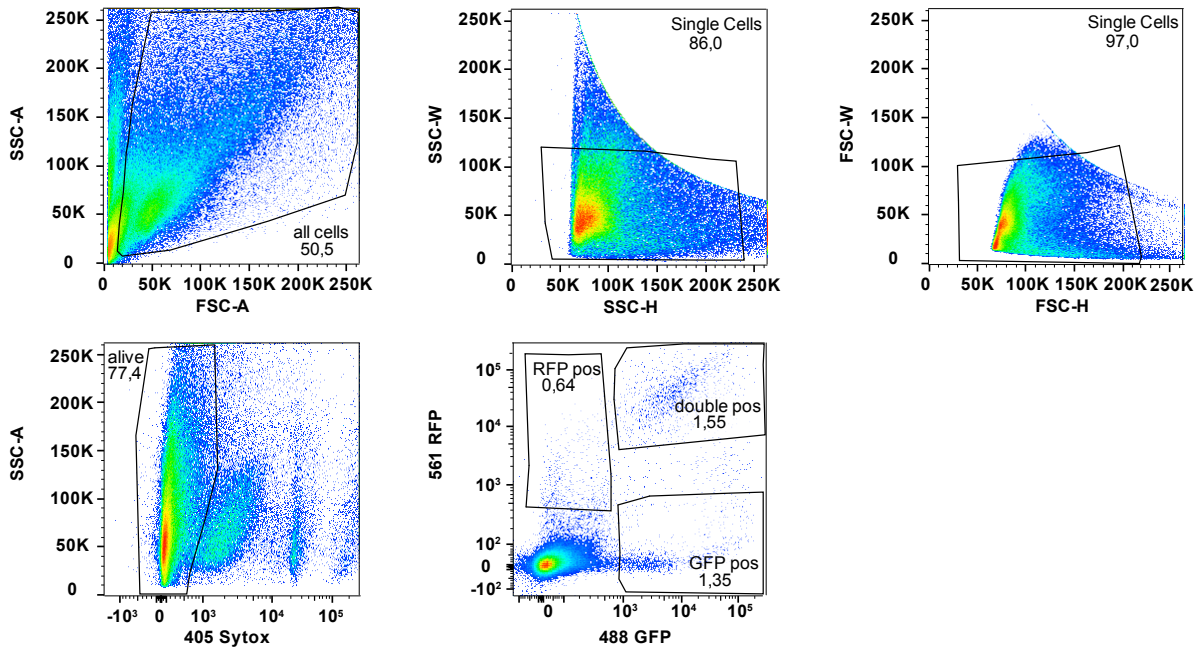 250K
200K
150K
100K
50K
0
SSC-A
all cells
50,5
0 50K 100K 150K 200K 250K
FSC-A
250K
200K
150K
100K
50K
0
SSC-W
Single Cells
86,0
0 50K 100K 150K 200K 250K
SSC-H
250K
200K
150K
100K
50K
0
FSC-W
Single Cells
97,0
50K 100K 150K 200K 250K
FSC-H
250K
200K
150K
100K
50K
0
SSC-A
alive
77,4
-10³ 0 10³ 10⁴ 10⁵
405 Sytox
10⁵
10⁴
10³
10²
0
-10²
561 RFP
RFP pos
0,64
double pos
1,55
GFP pos
1,35
0 10³ 10⁴ 10⁵
488 GFP